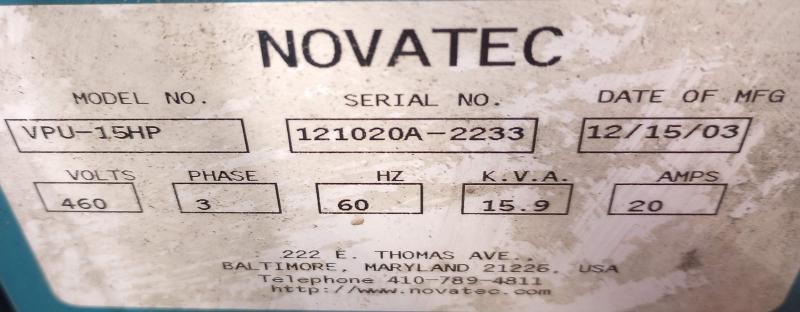 NOVATEC
MODEL NO. SERIAL NO. DATE OF MFG
VPU-15HP 121020A-2233 12/15/03
VOLTS PHASE HZ K.V.A. AMPS
460 3 60 15.9 20
222 E. THOMAS AVE.,
BALTIMORE, MARYLAND 21226, USA
Telephone 410-789-4811
http://www.novatec.com